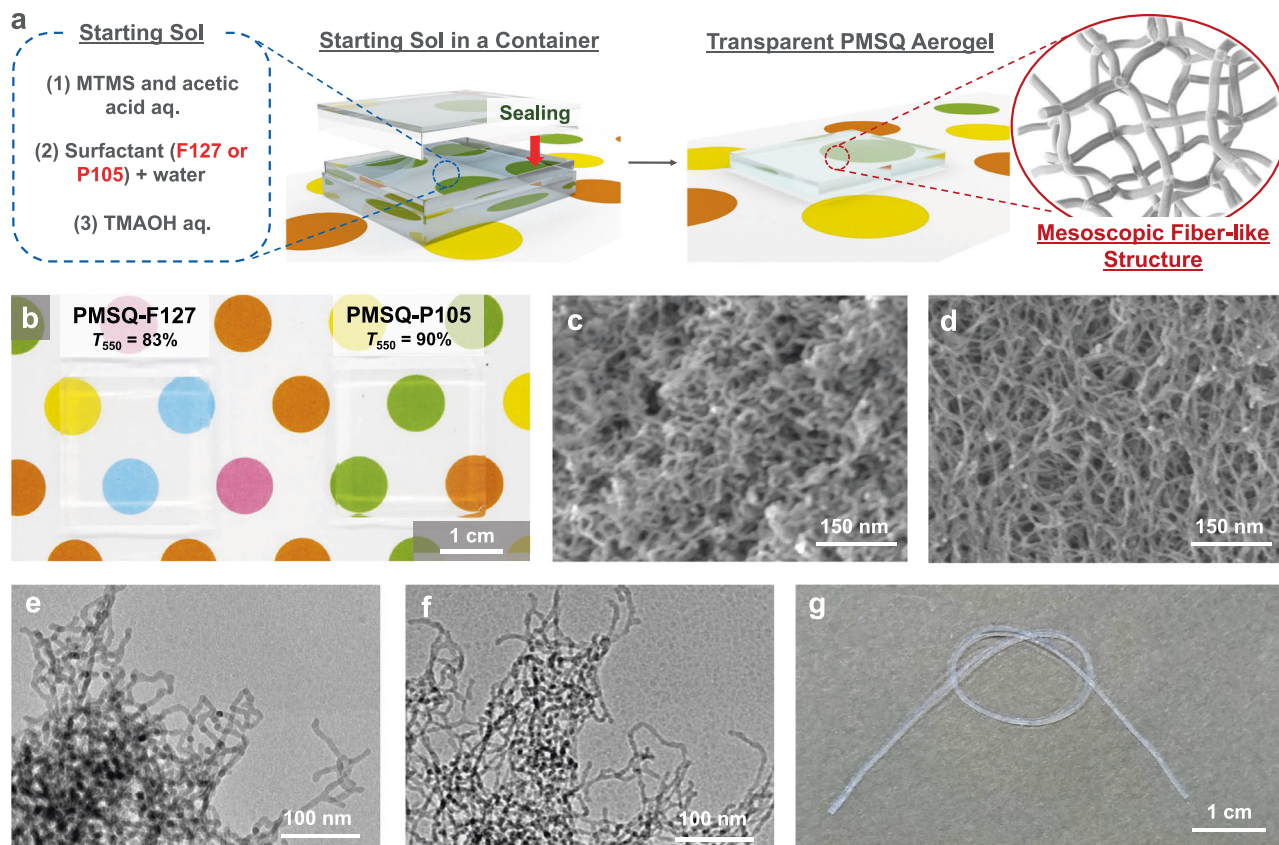 a
Starting Sol
(1) MTMS and acetic
acid aq.
(2) Surfactant (F127 or
P105) + water
(3) TMAOH aq.
Starting Sol in a Container
Sealing
Transparent PMSQ Aerogel
Mesoscopic Fiber-like
Structure
b
PMSQ-F127
T550 = 83%
PMSQ-P105
T550 = 90%
1 cm
c
150 nm
d
150 nm
e
100 nm
f
100 nm
g
1 cm